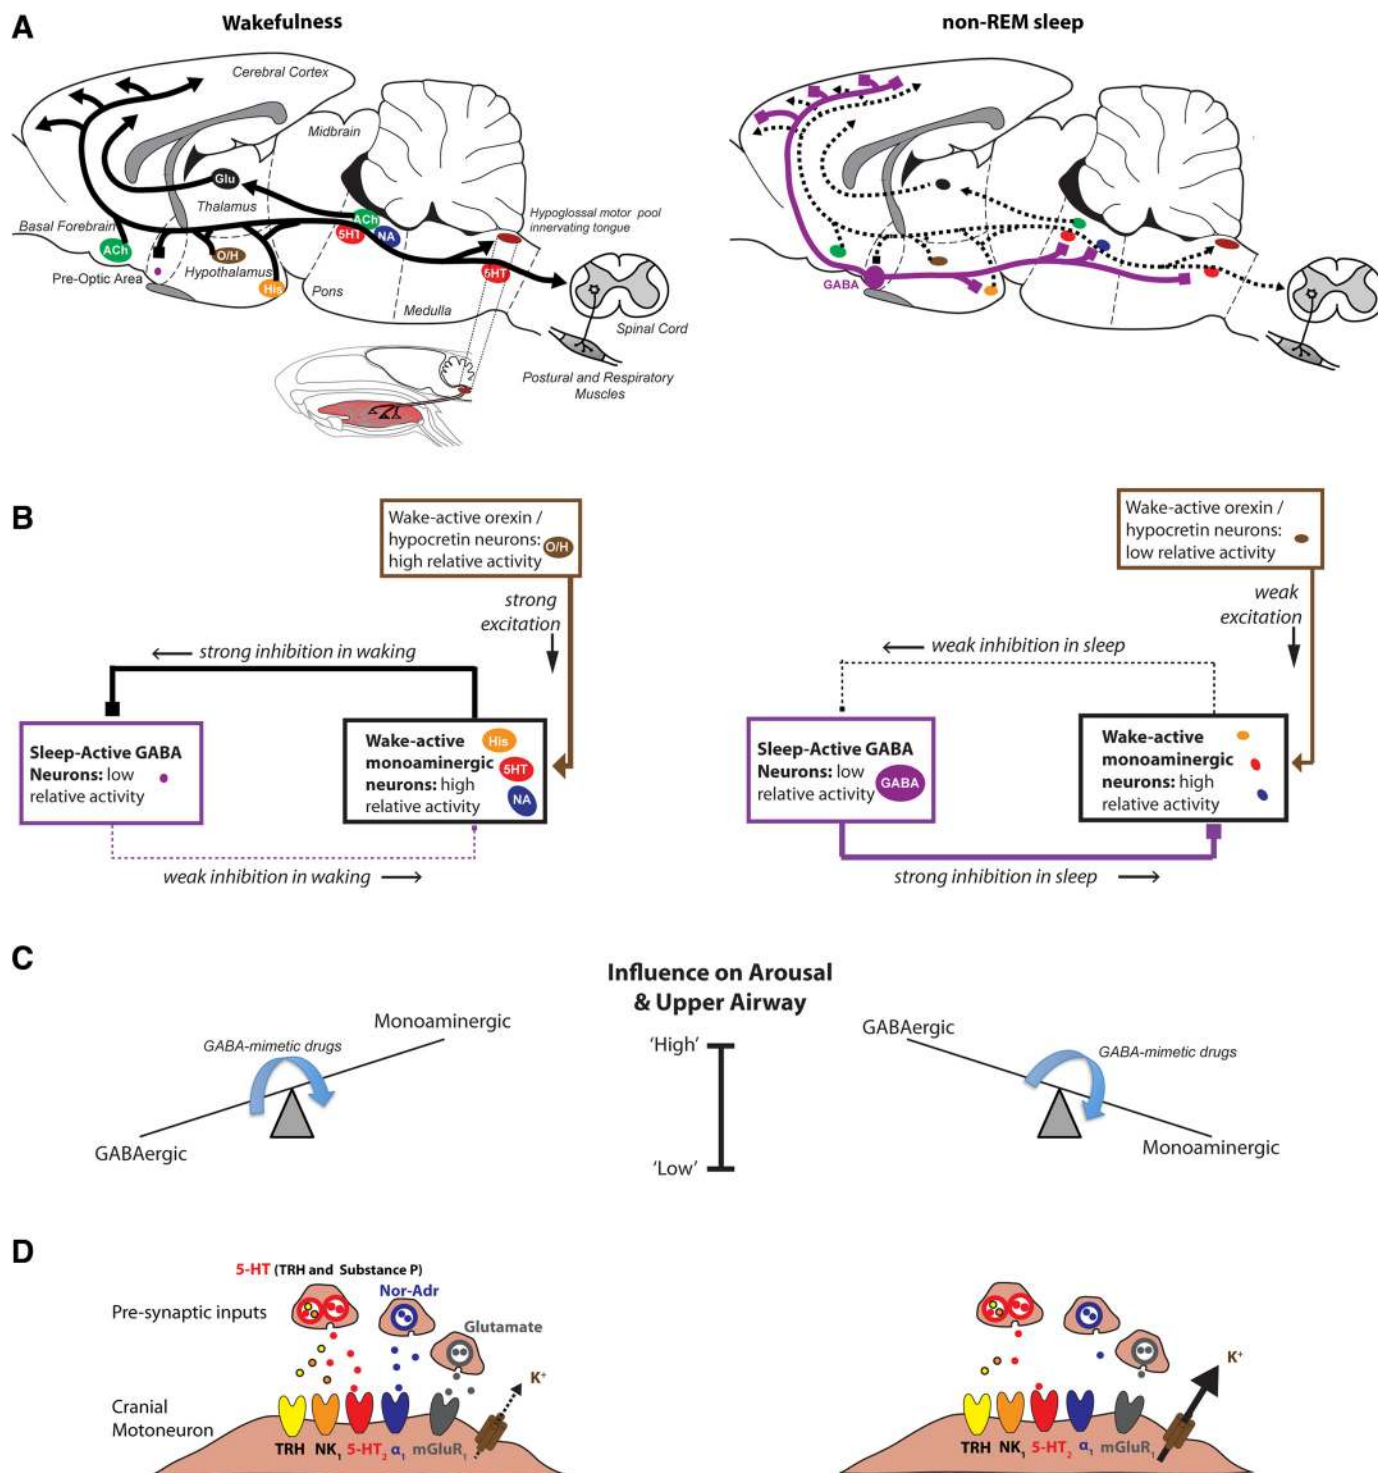 A
Wakefulness
non-REM sleep
Cerebral Cortex
Midbrain
Glu
Thalamus
Basal Forebrain
ACh
Pre-Optic Area
O/H
Hypothalamus
His
ACh
5HT
NA
Hypoglossal motor pool
innervating tongue
5HT
Pons
Medulla
Spinal Cord
Postural and Respiratory
Muscles
GABA
B
Wake-active orexin /
hypocretin neurons:
high relative activity
O/H
strong
excitation
strong inhibition in waking
Sleep-Active GABA
Neurons: low
relative activity
Wake-active
monoaminergic
neurons: high
relative activity
His
5HT
NA
weak inhibition in waking
Wake-active orexin /
hypocretin neurons:
low relative activity
weak
excitation
weak inhibition in sleep
Sleep-Active GABA
Neurons: low
relative activity
GABA
Wake-active
monoaminergic
neurons: high
relative activity
strong inhibition in sleep
C
Influence on Arousal
& Upper Airway
Monoaminergic
GABA-mimetic drugs
GABAergic
'High'
'Low'
GABAergic
GABA-mimetic drugs
Monoaminergic
D
5-HT (TRH and Substance P)
Nor-Adr
Pre-synaptic inputs
Glutamate
K⁺
Cranial
Motoneuron
TRH NK₁ 5-HT₂ α₁ mGluR₁
K⁺
TRH NK₁ 5-HT₂ α₁ mGluR₁